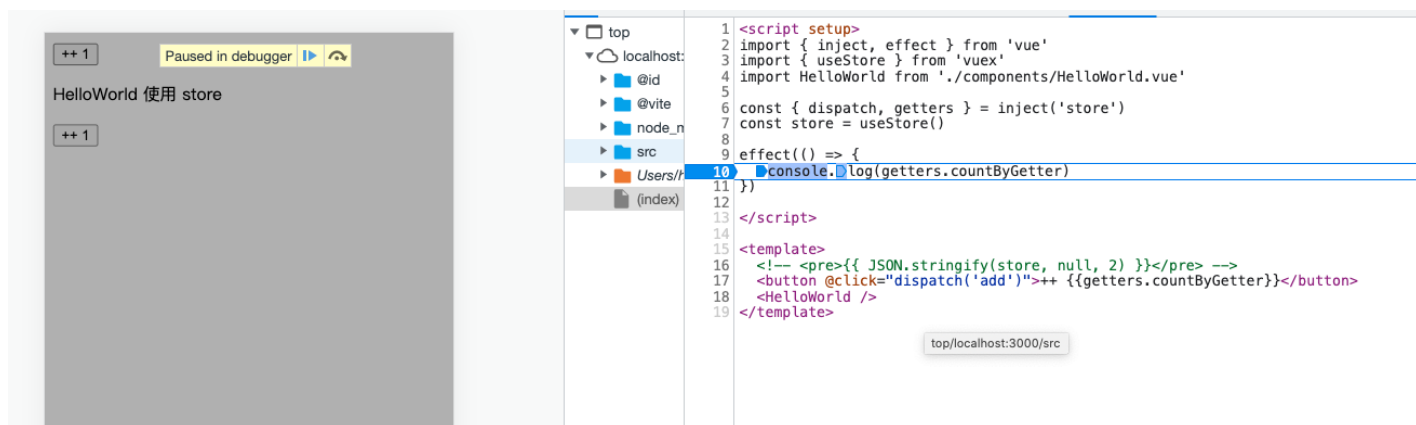 ++ 1
Paused in debugger
HelloWorld 使用 store
++ 1
top
localhost:
@id
@vite
node_m
src
Users/h
(index)
1 <script setup>
2 import { inject, effect } from 'vue'
3 import { useStore } from 'vuex'
4 import HelloWorld from './components/HelloWorld.vue'
5
6 const { dispatch, getters } = inject('store')
7 const store = useStore()
8
9 effect(() => {
10 console.log(getters.countByGetter)
11 })
12
13 </script>
14
15 <template>
16 <!-- <pre>{{ JSON.stringify(store, null, 2) }}</pre> -->
17 <button @click="dispatch('add')">++ {{getters.countByGetter}}</button>
18 <HelloWorld />
19 </template>
top/localhost:3000/src